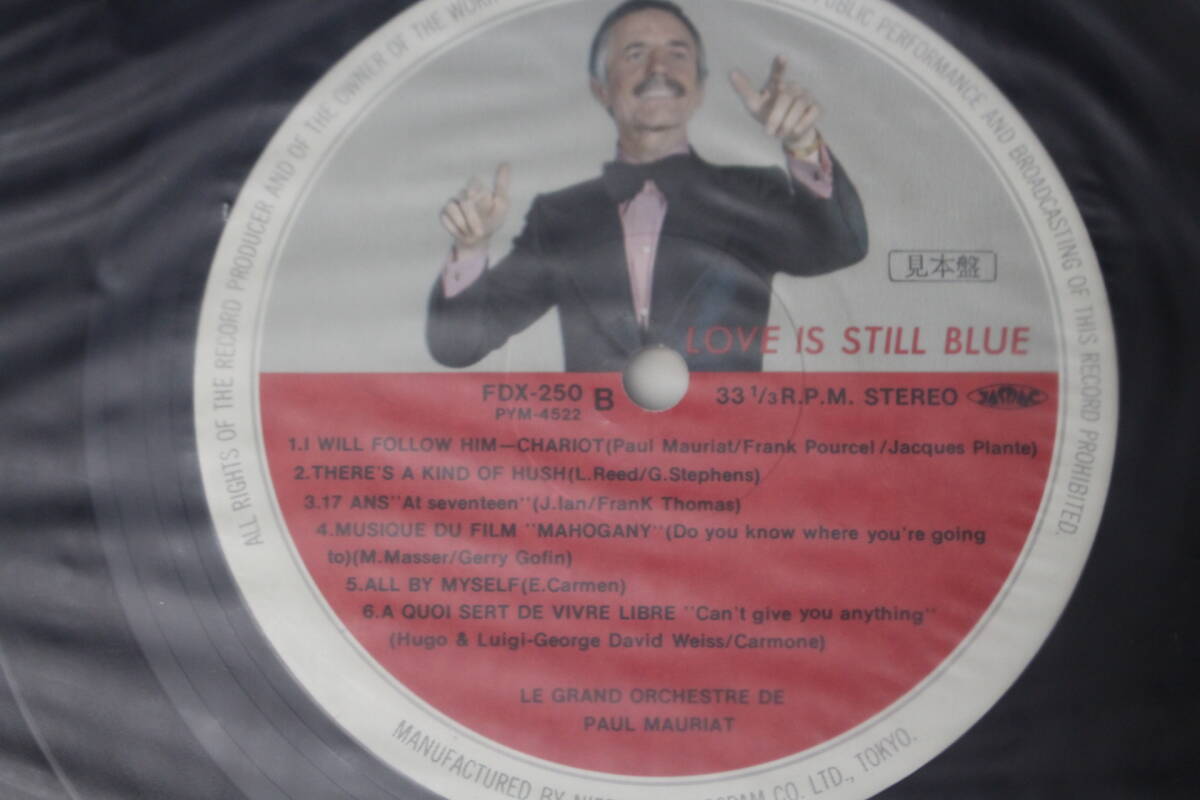 ALL RIGHTS OF THE RECORD PRODUCER AND OF THE OWNER OF THE WORK
PUBLIC PERFORMANCE AND BROADCASTING OF THIS RECORD PROHIBITED.
見本盤
LOVE IS STILL BLUE
FDX-250 B 33 1/3 R.P.M. STEREO JASRAC
PYM-4522
1.I WILL FOLLOW HIM—CHARIOT(Paul Mauriat/Frank Pourcel/Jacques Plante)
2.THERE'S A KIND OF HUSH(L.Reed/G.Stephens)
3.17 ANS"At seventeen"(J.Ian/FranK Thomas)
4.MUSIQUE DU FILM "MAHOGANY"(Do you know where you're going
to)(M.Masser/Gerry Gofin)
5.ALL BY MYSELF(E.Carmen)
6.A QUOI SERT DE VIVRE LIBRE "Can't give you anything"
(Hugo & Luigi-George David Weiss/Carmone)
LE GRAND ORCHESTRE DE
PAUL MAURIAT
MANUFACTURED BY CO. LTD., TOKYO.